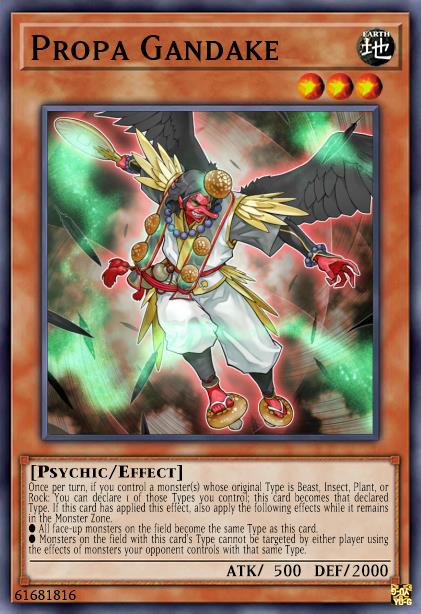 PROPA GANDAKE
EARTH
地
[PSYCHIC/EFFECT]
Once per turn, if you control a monster(s) whose original Type is Beast, Insect, Plant, or
Rock: You can declare 1 of those Types you control; this card becomes that declared
Type. If this card has applied this effect, also apply the following effects while it remains
in the Monster Zone.
● All face-up monsters on the field become the same Type as this card.
● Monsters on the field with this card's Type cannot be targeted by either player using
the effects of monsters your opponent controls with that same Type.
ATK/ 500 DEF/2000
61681816